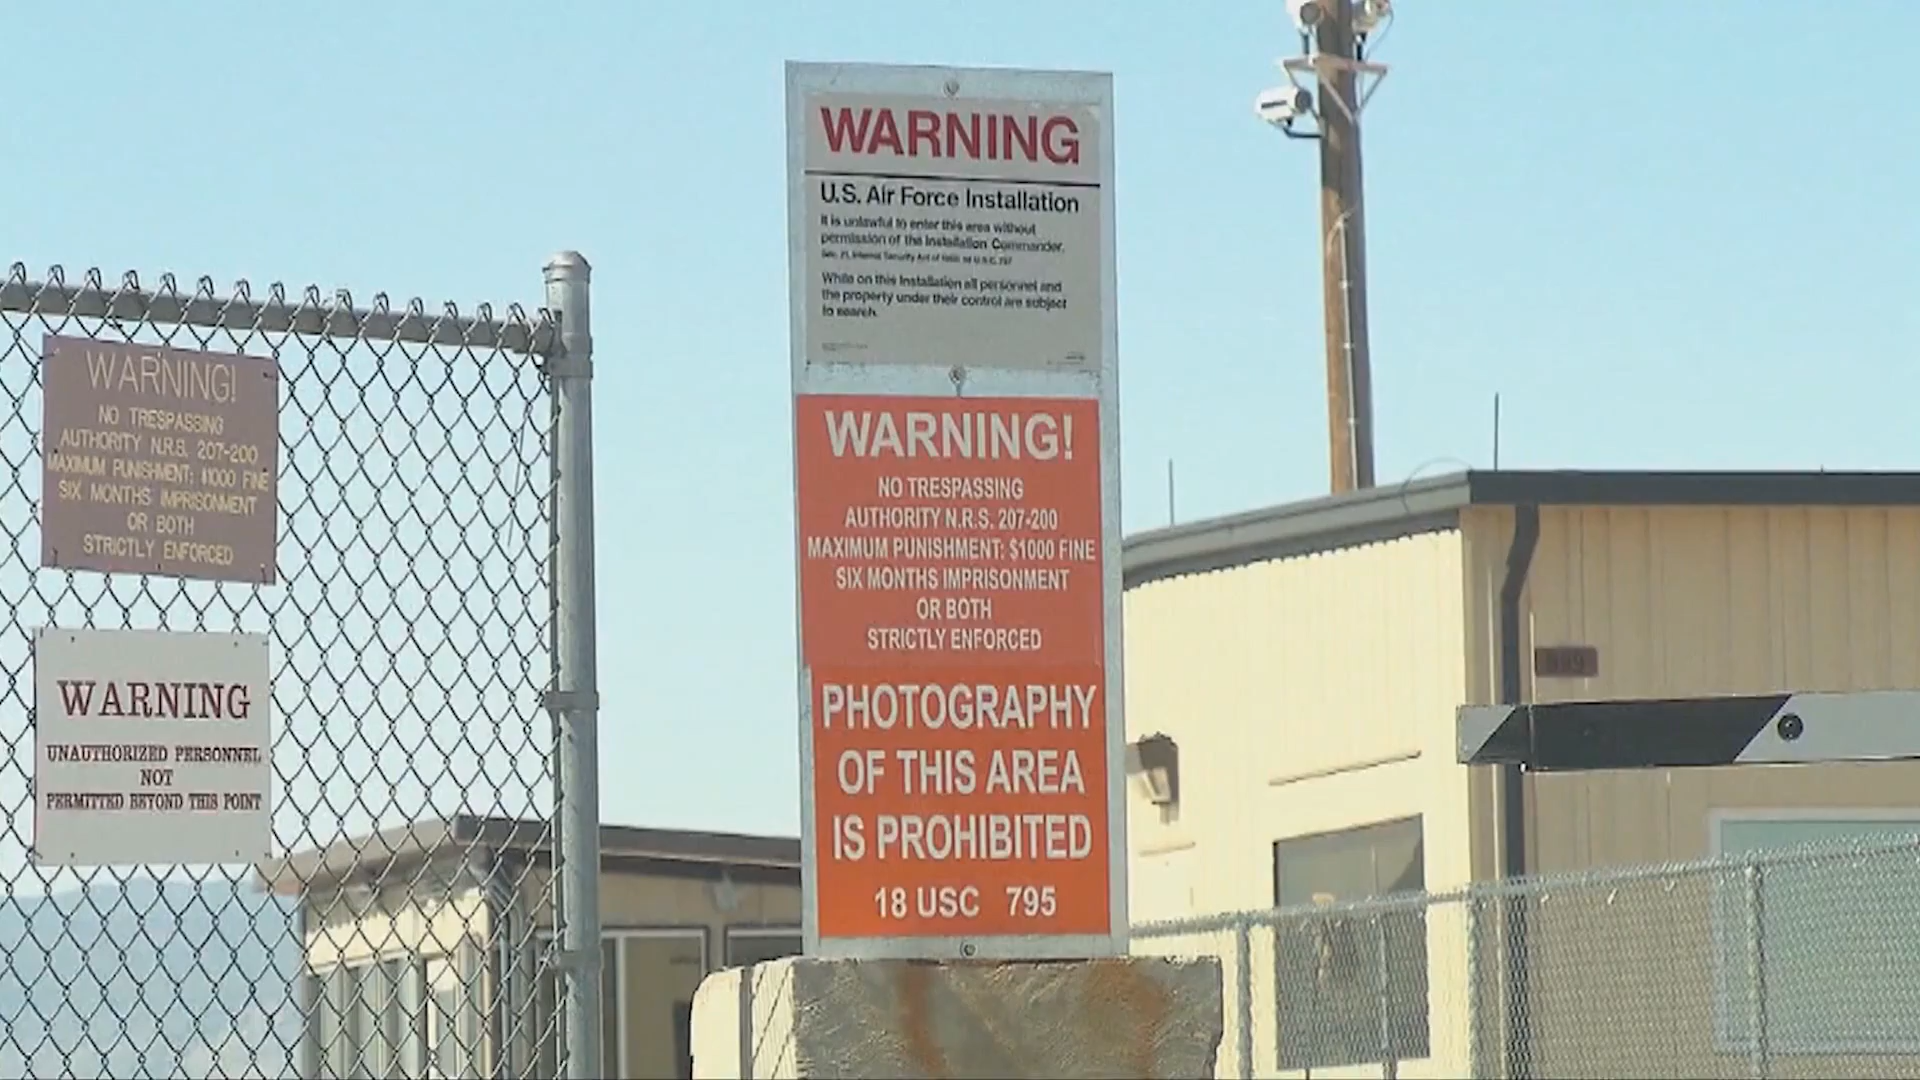 WARNING!
NO TRESPASSING
AUTHORITY N.R.S. 207-200
MAXIMUM PUNISHMENT: $1000 FINE
SIX MONTHS IMPRISONMENT
OR BOTH
STRICTLY ENFORCED
WARNING
UNAUTHORIZED PERSONNEL
NOT
PERMITTED BEYOND THIS POINT
WARNING
U.S. Air Force Installation
It is unlawful to enter this area without
permission of the Installation Commander.
While on this Installation all personnel and
the property under their control are subject
to search.
WARNING!
NO TRESPASSING
AUTHORITY N.R.S. 207-200
MAXIMUM PUNISHMENT: $1000 FINE
SIX MONTHS IMPRISONMENT
OR BOTH
STRICTLY ENFORCED
PHOTOGRAPHY
OF THIS AREA
IS PROHIBITED
18 USC 795